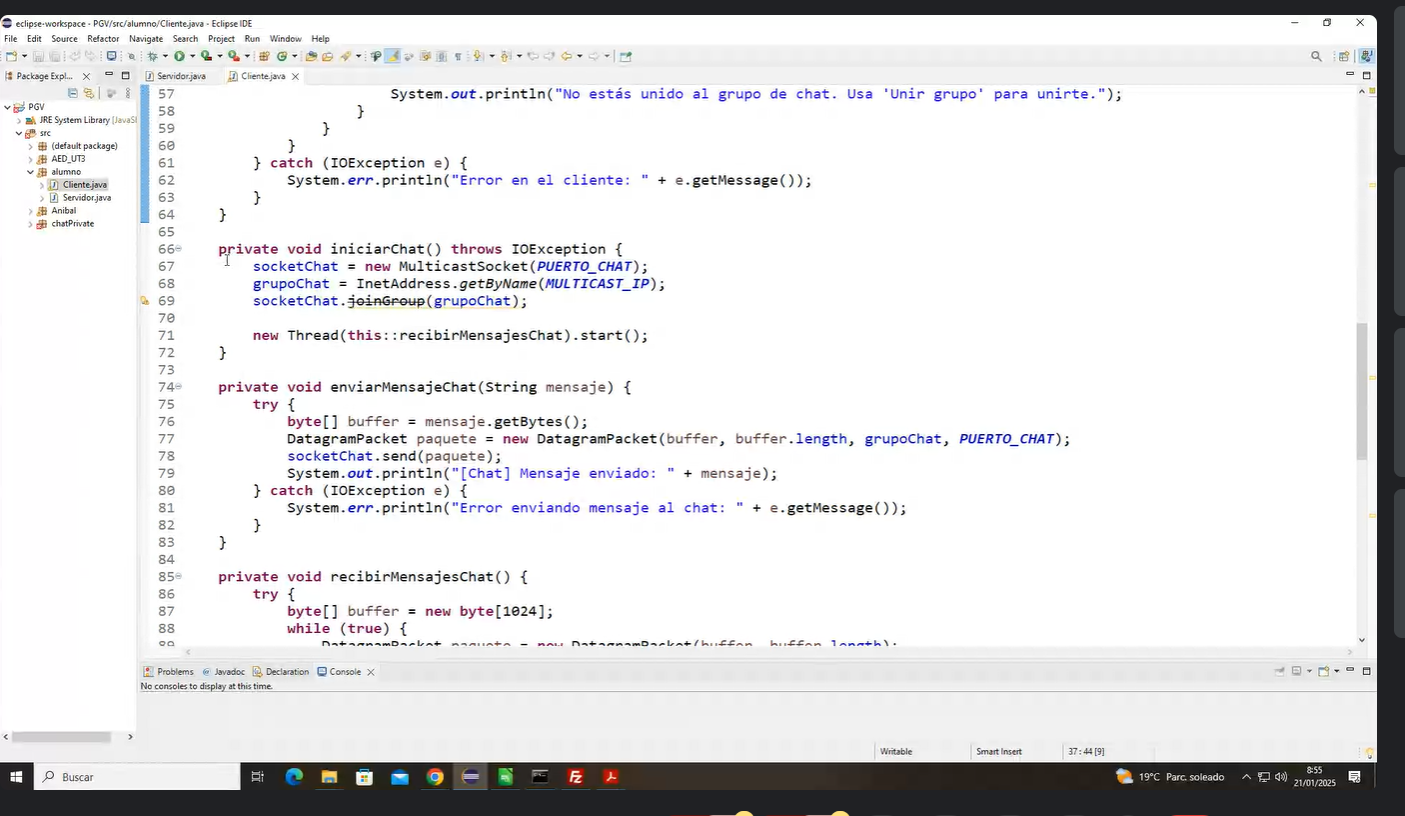 eclipse-workspace - PGV/src/alumno/Cliente.java - Eclipse IDE
File Edit Source Refactor Navigate Search Project Run Window Help
Package Expl...
Servidor.java Cliente.java
PGV
JRE System Library [JavaS
src
(default package)
AED_UT3
alumno
Cliente.java
Servidor.java
Anibal
chatPrivate
57 System.out.println("No estás unido al grupo de chat. Usa 'Unir grupo' para unirte.");
58 }
59 }
60 }
61 } catch (IOException e) {
62 System.err.println("Error en el cliente: " + e.getMessage());
63 }
64 }
65
66 private void iniciarChat() throws IOException {
67 socketChat = new MulticastSocket(PUERTO_CHAT);
68 grupoChat = InetAddress.getByName(MULTICAST_IP);
69 socketChat.joinGroup(grupoChat);
70
71 new Thread(this::recibirMensajesChat).start();
72 }
73
74 private void enviarMensajeChat(String mensaje) {
75 try {
76 byte[] buffer = mensaje.getBytes();
77 DatagramPacket paquete = new DatagramPacket(buffer, buffer.length, grupoChat, PUERTO_CHAT);
78 socketChat.send(paquete);
79 System.out.println("[Chat] Mensaje enviado: " + mensaje);
80 } catch (IOException e) {
81 System.err.println("Error enviando mensaje al chat: " + e.getMessage());
82 }
83 }
84
85 private void recibirMensajesChat() {
86 try {
87 byte[] buffer = new byte[1024];
88 while (true) {
89 DatagramPacket paquete = new DatagramPacket(buffer, buffer.length);
Problems Javadoc Declaration Console
No consoles to display at this time.
Writable Smart Insert 37 : 44 [9]
Buscar
19°C Parc. soleado
8:55
21/01/2025